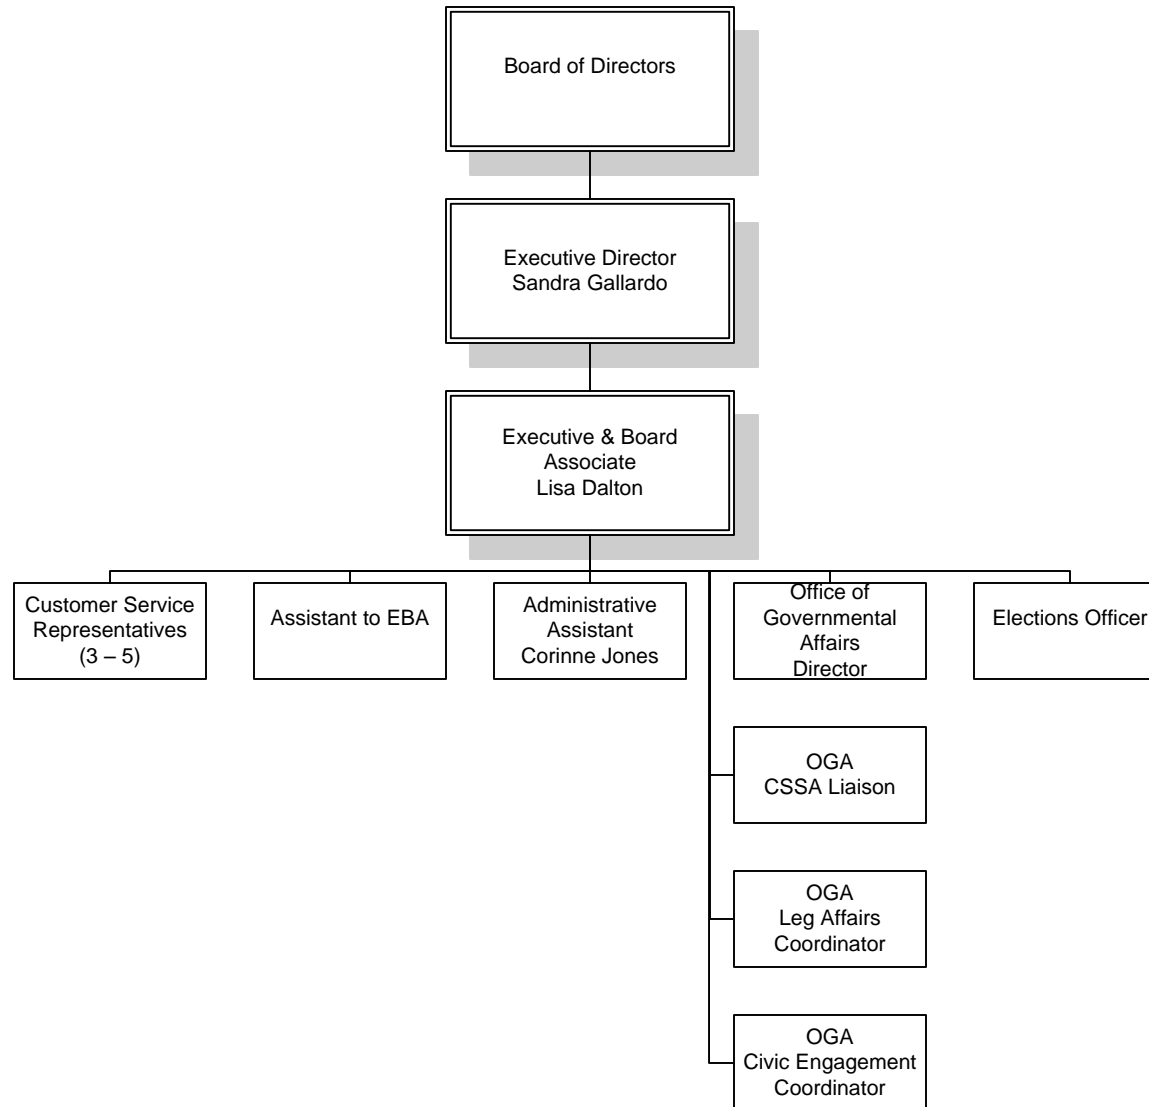 Board of Directors
Executive Director
Sandra Gallardo
Executive & Board
Associate
Lisa Dalton
Customer Service
Representatives
(3 – 5)
Assistant to EBA
Administrative
Assistant
Corinne Jones
Office of
Governmental
Affairs
Director
Elections Officer
OGA
CSSA Liaison
OGA
Leg Affairs
Coordinator
OGA
Civic Engagement
Coordinator